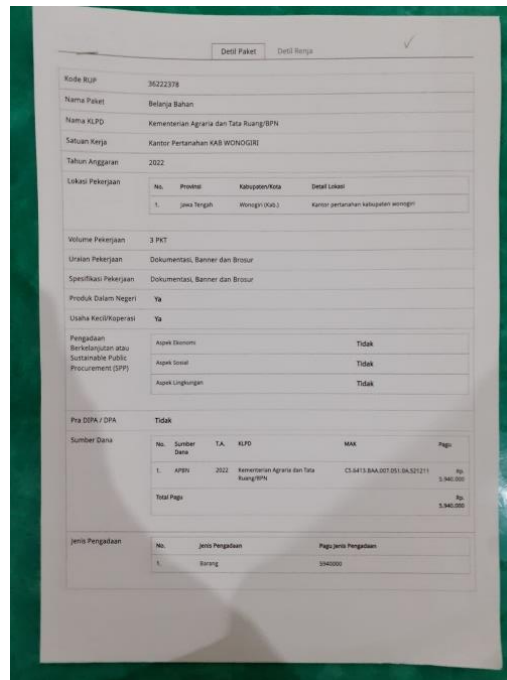 Detil Paket Detil Renja
Kode RUP 36222378
Nama Paket Belanja Bahan
Nama KLPD Kementerian Agraria dan Tata Ruang/BPN
Satuan Kerja Kantor Pertanahan KAB WONOGIRI
Tahun Anggaran 2022
Lokasi Pekerjaan
No. Provinsi Kabupaten/Kota Detail Lokasi
1. Jawa Tengah Wonogiri (Kab.) Kantor pertanahan kabupaten wonogiri
Volume Pekerjaan 3 PKT
Uraian Pekerjaan Dokumentasi, Banner dan Brosur
Spesifikasi Pekerjaan Dokumentasi, Banner dan Brosur
Produk Dalam Negeri Ya
Usaha Kecil/Koperasi Ya
Pengadaan
Berkelanjutan atau
Sustainable Public
Procurement (SPP)
Aspek Ekonomi Tidak
Aspek Sosial Tidak
Aspek Lingkungan Tidak
Pra DIPA / DPA Tidak
Sumber Dana
No. Sumber Dana T.A. KLPD MAK Pagu
1. APBN 2022 Kementerian Agraria dan Tata Ruang/BPN Rp. 5.940.000
Total Pagu Rp. 5.940.000
Jenis Pengadaan
No. Jenis Pengadaan Pagu Jenis Pengadaan
1. Barang 5940000